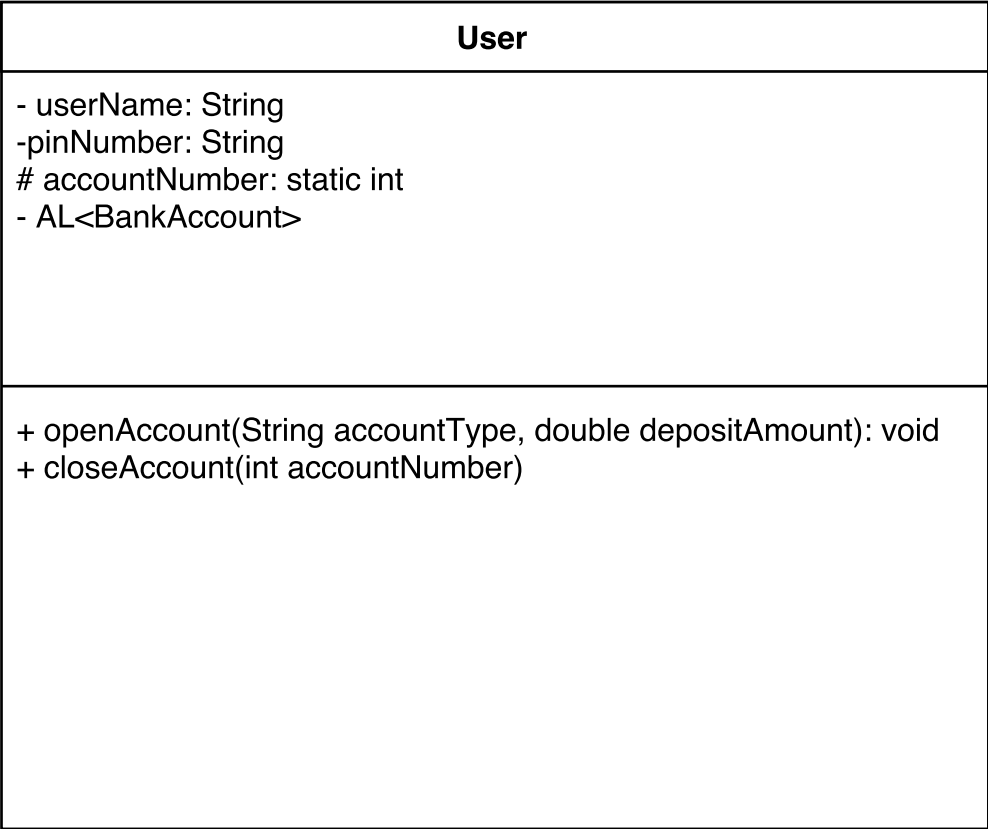 User
- userName: String
-pinNumber: String
# accountNumber: static int
- AL<BankAccount>
+ openAccount(String accountType, double depositAmount): void
+ closeAccount(int accountNumber)